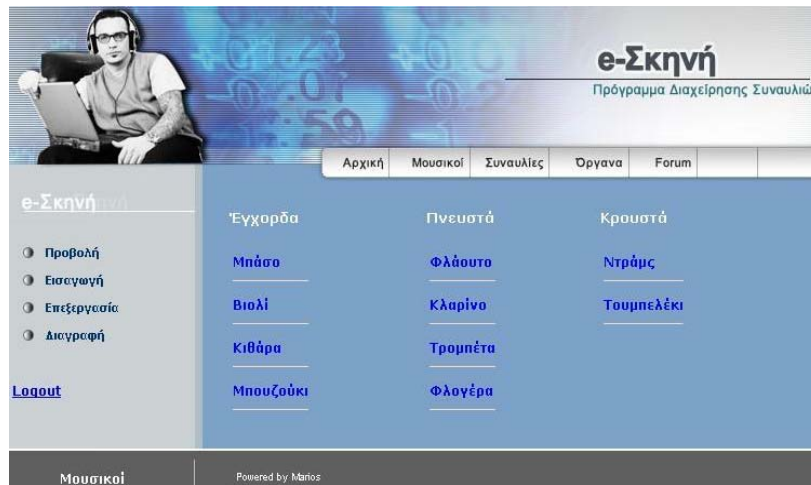 e-Σκηνή
Πρόγραμμα Διαχείρησης Συναυλιώ
Αρχική Μουσικοί Συναυλίες Όργανα Forum
e-Σκηνή
Προβολή
Εισαγωγή
Επεξεργασία
Διαγραφή
Logout
Έγχορδα Πνευστά Κρουστά
Μπάσο Φλάουτο Ντράμς
Βιολί Κλαρίνο Τουμπελέκι
Κιθάρα Τρομπέτα
Μπουζούκι Φλογέρα
Μουσικοί Powered by Marios